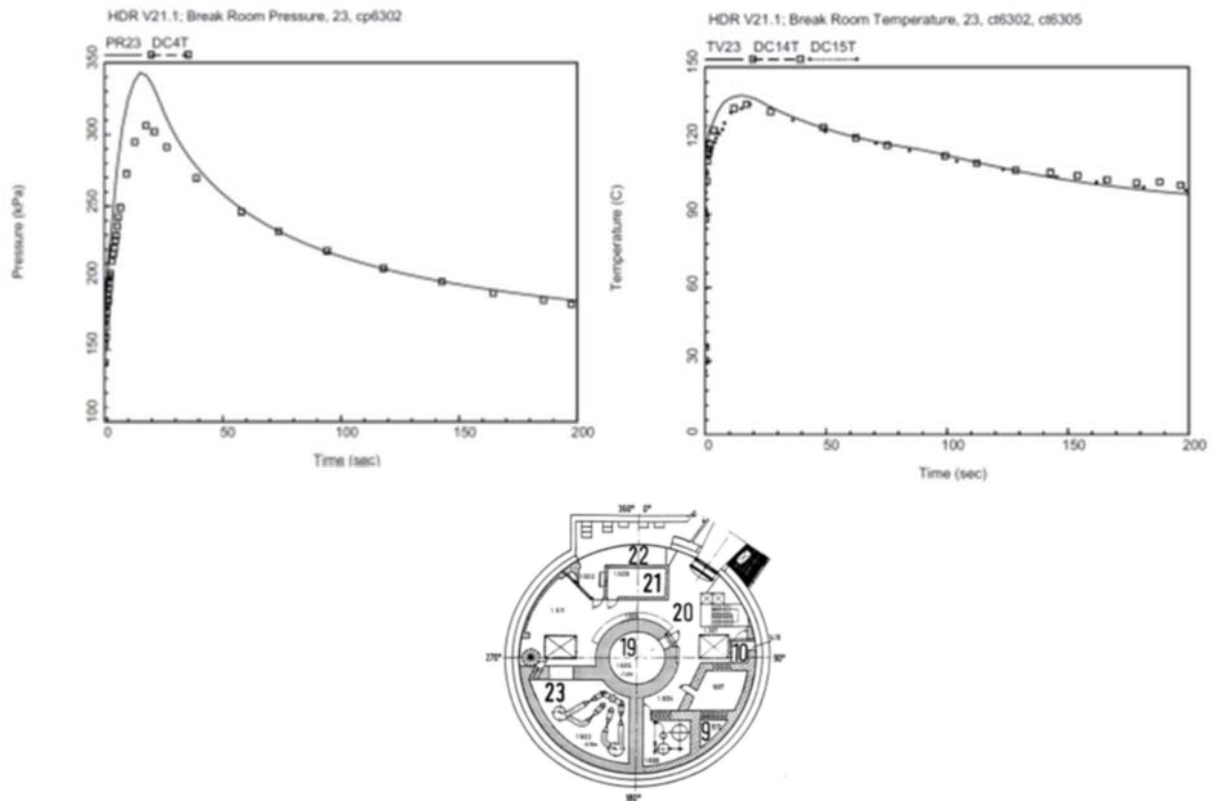 HDR V21.1; Break Room Pressure, 23, cp6302
PR23 DC4T
350
300
250
200
150
100
Pressure (kPa)
0 50 100 150 200
Time (sec)
HDR V21.1; Break Room Temperature, 23, ct6302, ct6305
TV23 DC14T DC15T
150
120
90
60
30
0
Temperature (C)
0 50 100 150 200
Time (sec)
360° 0°
22
21
20
19
10
270°
90°
23
9
180°